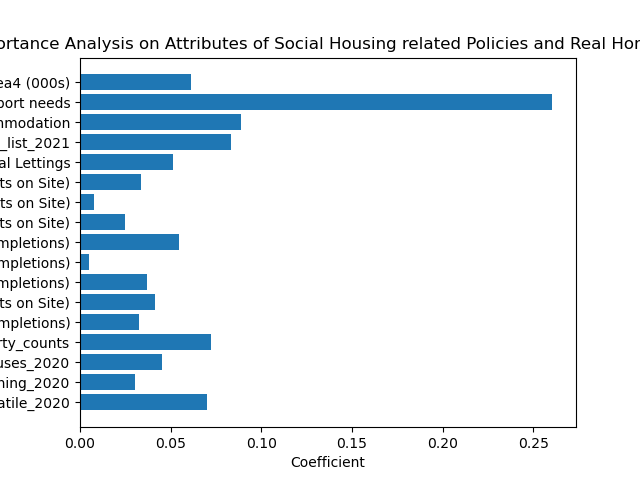 ortance Analysis on Attributes of Social Housing related Policies and Real Hor
ea4 (000s)
port needs
mmodation
_list_2021
al Lettings
ts on Site)
ts on Site)
ts on Site)
mpletions)
mpletions)
mpletions)
ts on Site)
mpletions)
rty_counts
uses_2020
ning_2020
atile_2020
0.00 0.05 0.10 0.15 0.20 0.25
Coefficient